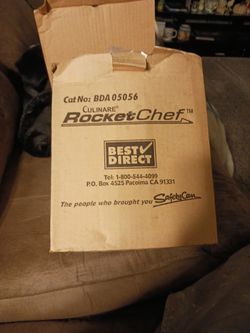 Cat No: BDA 05056
CULINARE
RocketChef™
BEST
DIRECT
Tel: 1-800-544-4099
P.O. Box 4525 Pacoima CA 91331
The people who brought you SafetyCan